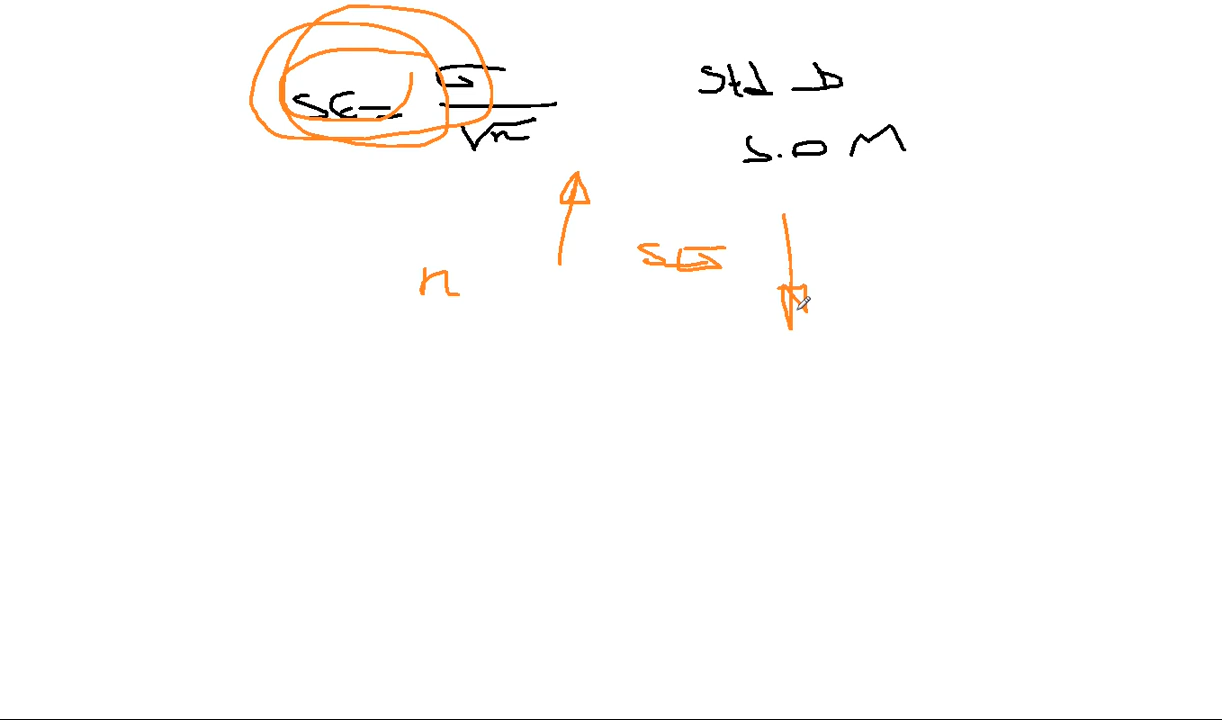 SE = σ / √n
Std D
S.O M
n ↑ SE ↓